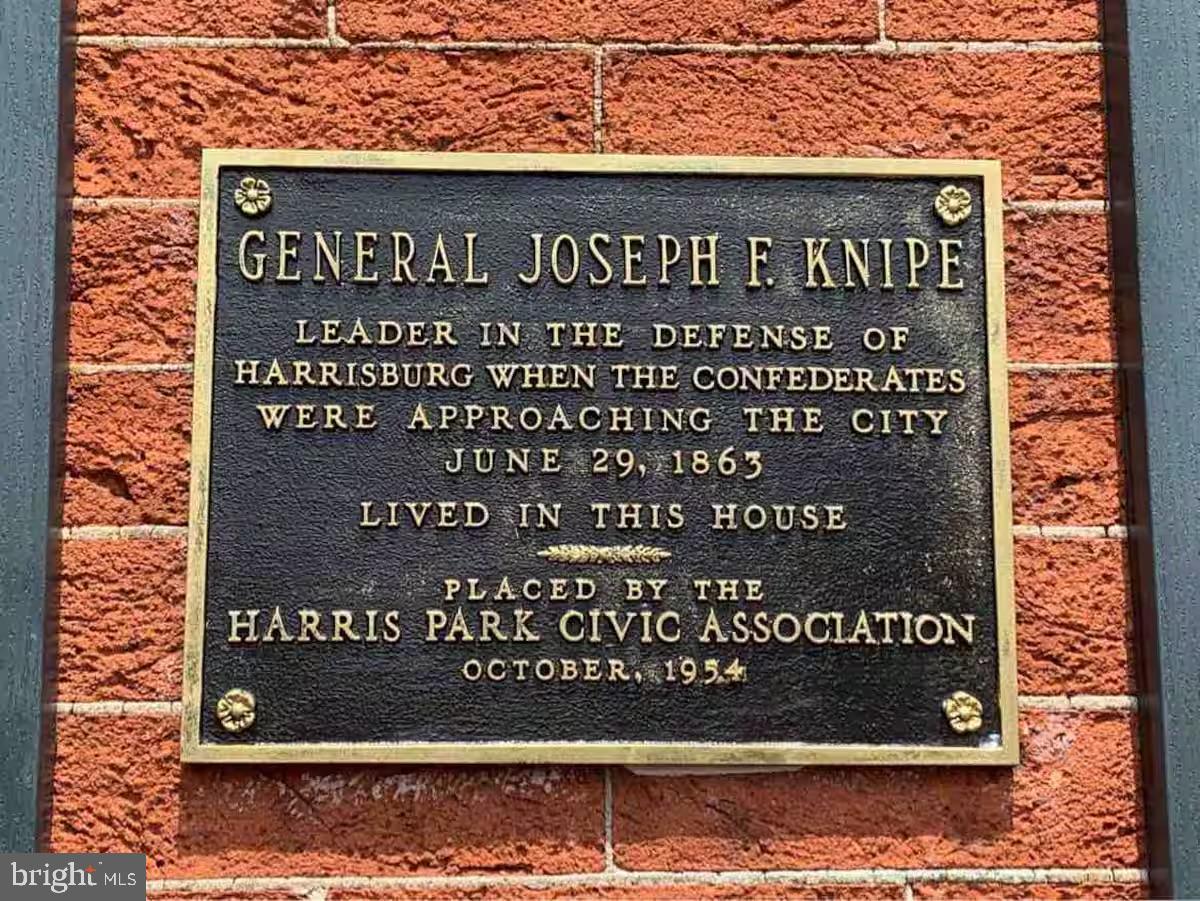 GENERAL JOSEPH F. KNIPE
LEADER IN THE DEFENSE OF
HARRISBURG WHEN THE CONFEDERATES
WERE APPROACHING THE CITY
JUNE 29, 1863
LIVED IN THIS HOUSE
PLACED BY THE
HARRIS PARK CIVIC ASSOCIATION
OCTOBER, 1954
bright MLS